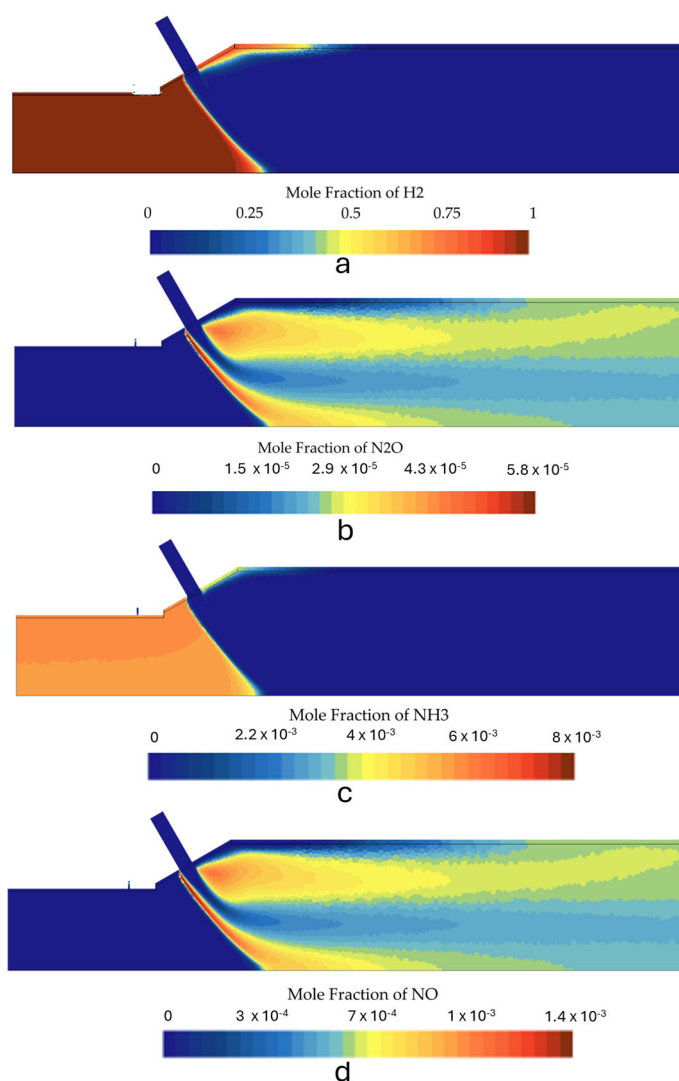 Mole Fraction of H2
0 0.25 0.5 0.75 1
a
Mole Fraction of N2O
0 1.5 x 10⁻⁵ 2.9 x 10⁻⁵ 4.3 x 10⁻⁵ 5.8 x 10⁻⁵
b
Mole Fraction of NH3
0 2.2 x 10⁻³ 4 x 10⁻³ 6 x 10⁻³ 8 x 10⁻³
c
Mole Fraction of NO
0 3 x 10⁻⁴ 7 x 10⁻⁴ 1 x 10⁻³ 1.4 x 10⁻³
d